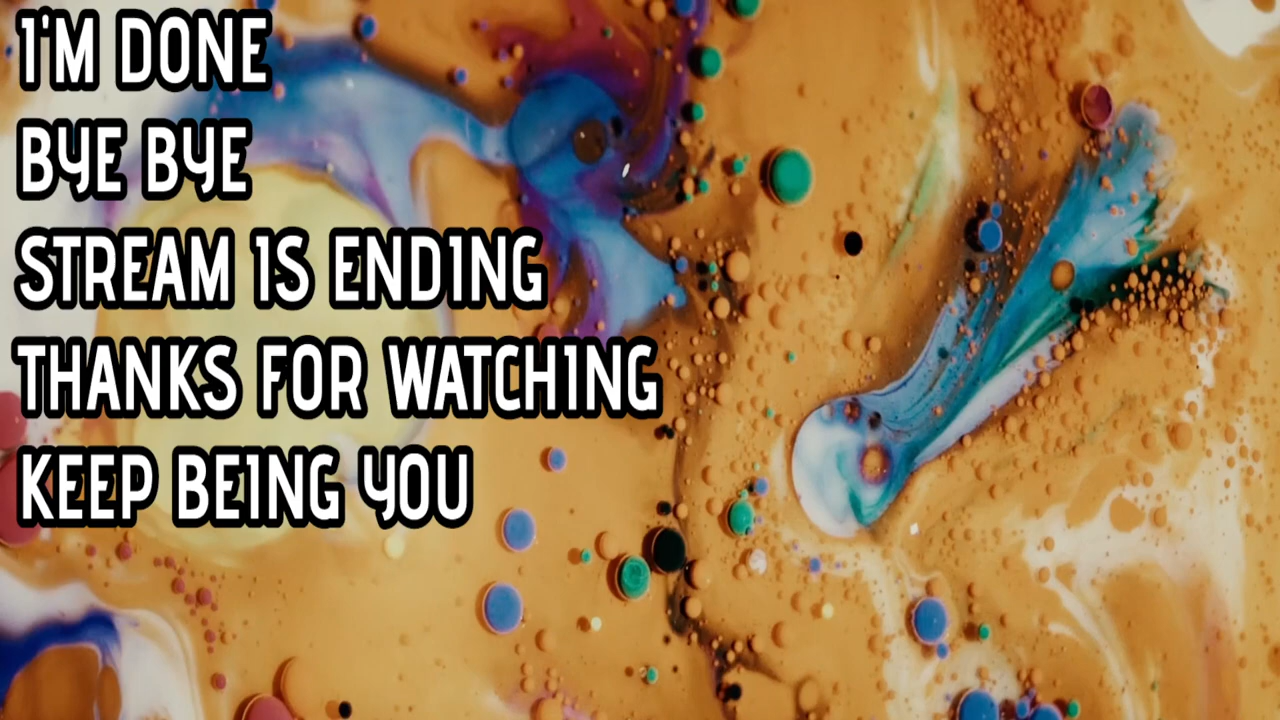 I'M DONE
BYE BYE
STREAM IS ENDING
THANKS FOR WATCHING
KEEP BEING YOU